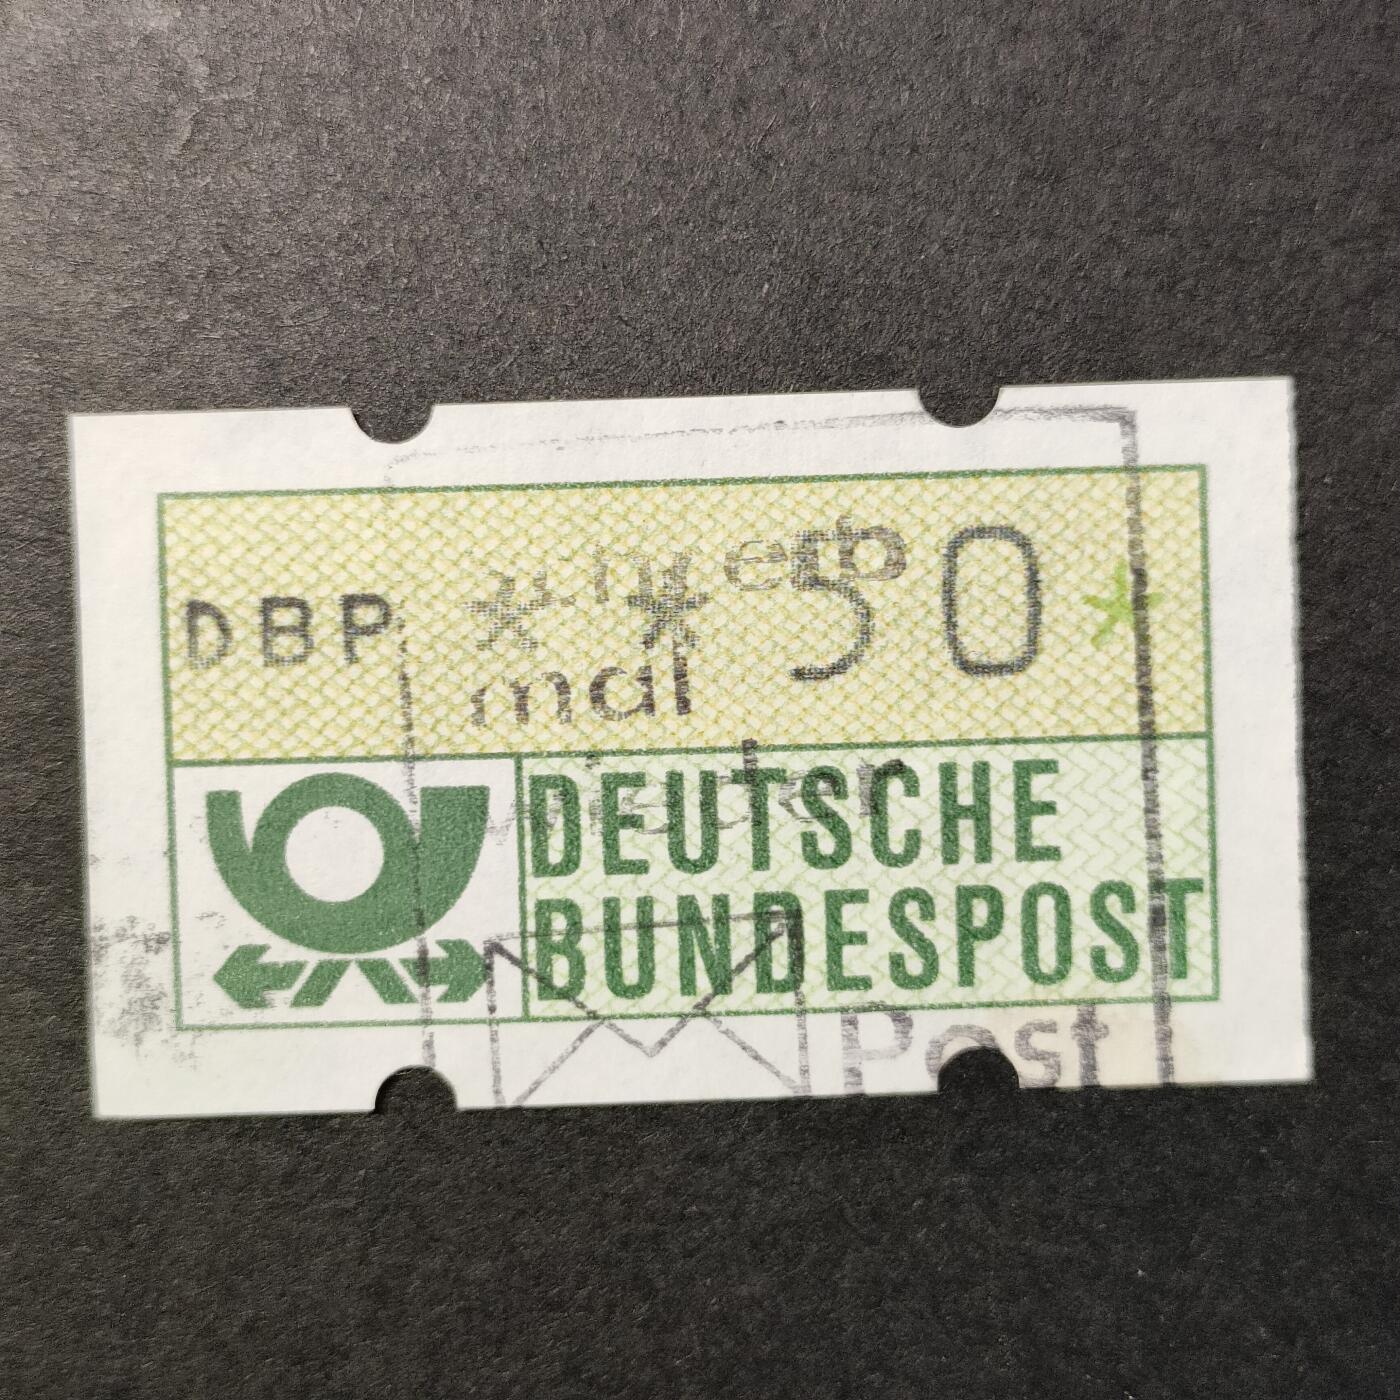 DBP * * 50 *
mal
DEUTSCHE
BUNDESPOST
Post